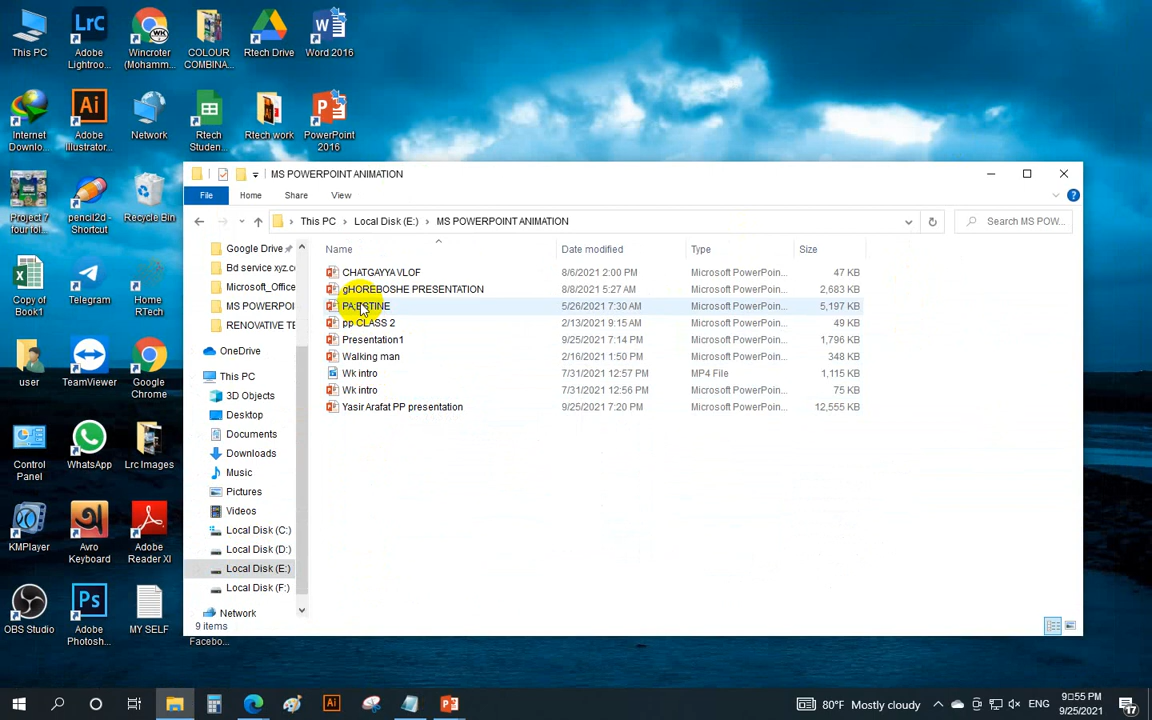 This PC
Adobe
Lightroo...
Wincroter
(Mohamm...
COLOUR
COMBINA...
Rtech Drive
Word 2016
Internet
Downlo...
Adobe
Illustrator...
Network
Rtech
Studen...
Rtech work
PowerPoint
2016
Project 7
four fol...
pencil2d -
Shortcut
Recycle Bin
Copy of
Book1
Telegram
Home
RTech
user
TeamViewer
Google
Chrome
Control
Panel
WhatsApp
Lrc Images
KMPlayer
Avro
Keyboard
Adobe
Reader XI
OBS Studio
Adobe
Photosh...
MY SELF
Facebo...
MS POWERPOINT ANIMATION
File Home Share View
This PC Local Disk (E:) MS POWERPOINT ANIMATION
Search MS POW...
Name Date modified Type Size
CHATGAYYA VLOF 8/6/2021 2:00 PM Microsoft PowerPoin... 47 KB
gHOREBOSHE PRESENTATION 8/8/2021 5:27 AM Microsoft PowerPoin... 2,683 KB
5/26/2021 7:30 AM Microsoft PowerPoin... 5,197 KB
pp CLASS 2 2/13/2021 9:15 AM Microsoft PowerPoin... 49 KB
Presentation1 9/25/2021 7:14 PM Microsoft PowerPoin... 1,796 KB
Walking man 2/16/2021 1:50 PM Microsoft PowerPoin... 348 KB
Wk intro 7/31/2021 12:57 PM MP4 File 1,115 KB
Wk intro 7/31/2021 12:56 PM Microsoft PowerPoin... 75 KB
Yasir Arafat PP presentation 9/25/2021 7:20 PM Microsoft PowerPoin... 12,555 KB
Google Drive
Bd service xyz.c
Microsoft_Office
MS POWERPOI
RENOVATIVE TE
OneDrive
This PC
3D Objects
Desktop
Documents
Downloads
Music
Pictures
Videos
Local Disk (C:)
Local Disk (D:)
Local Disk (E:)
Local Disk (F:)
Network
9 items
80°F Mostly cloudy
ENG
9:55 PM
9/25/2021
17